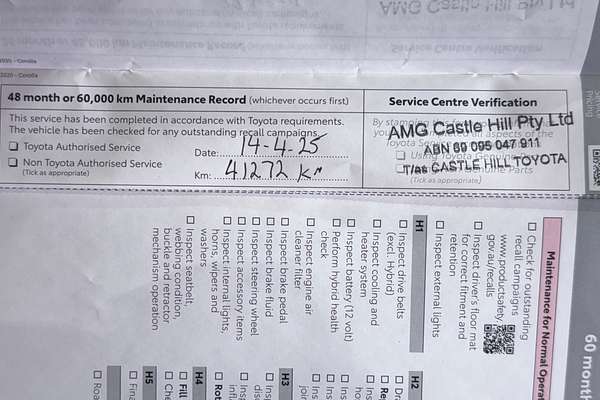 2020 - Corolla
48 month or 60,000 km Maintenance Record (whichever occurs first)
This service has been completed in accordance with Toyota requirements.
The vehicle has been checked for any outstanding recall campaigns.
☐ Toyota Authorised Service
☐ Non Toyota Authorised Service
(Tick as appropriate)
Date: 14-4-25
Km: 41272 Km
Service Centre Verification
AMG Castle Hill Pty Ltd
ABN 69 095 047 911
T/as CASTLE HILL TOYOTA
(Tick as appropriate)
60 month
Maintenance for Normal Operat
☐ Check for outstanding
recall campaigns
www.productsafety.
gov.au/recalls
☐ Inspect driver's floor mat
for correct fitment and
retention
☐ Inspect external lights
H1
☐ Inspect drive belts
(excl. Hybrid)
☐ Inspect cooling and
heater system
☐ Inspect battery (12 volt)
☐ Perform hybrid health
check
☐ Inspect engine air
cleaner filter
☐ Inspect brake pedal
☐ Inspect brake fluid
☐ Inspect steering wheel
☐ Inspect accessory items
☐ Inspect internal lights,
horns, wipers and
washers
☐ Inspect seatbelt,
webbing condition,
buckle and retractor,
mechanism operation
H2
H3
H4
H5